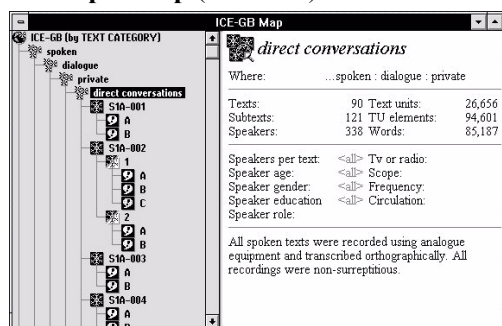 ICE-GB Map
ICE-GB (by TEXT CATEGORY)
spoken
dialogue
private
direct conversations
S1A-001
A
B
S1A-002
1
A
B
C
2
A
B
S1A-003
A
B
S1A-004
A
B
direct conversations
Where: ...spoken : dialogue : private
Texts: 90 Text units: 26,656
Subtexts: 121 TU elements: 94,601
Speakers: 338 Words: 85,187
Speakers per text: <all> Tv or radio:
Speaker age: <all> Scope:
Speaker gender: <all> Frequency:
Speaker education <all> Circulation:
Speaker role:
All spoken texts were recorded using analogue
equipment and transcribed orthographically. All
recordings were non-surreptitious.